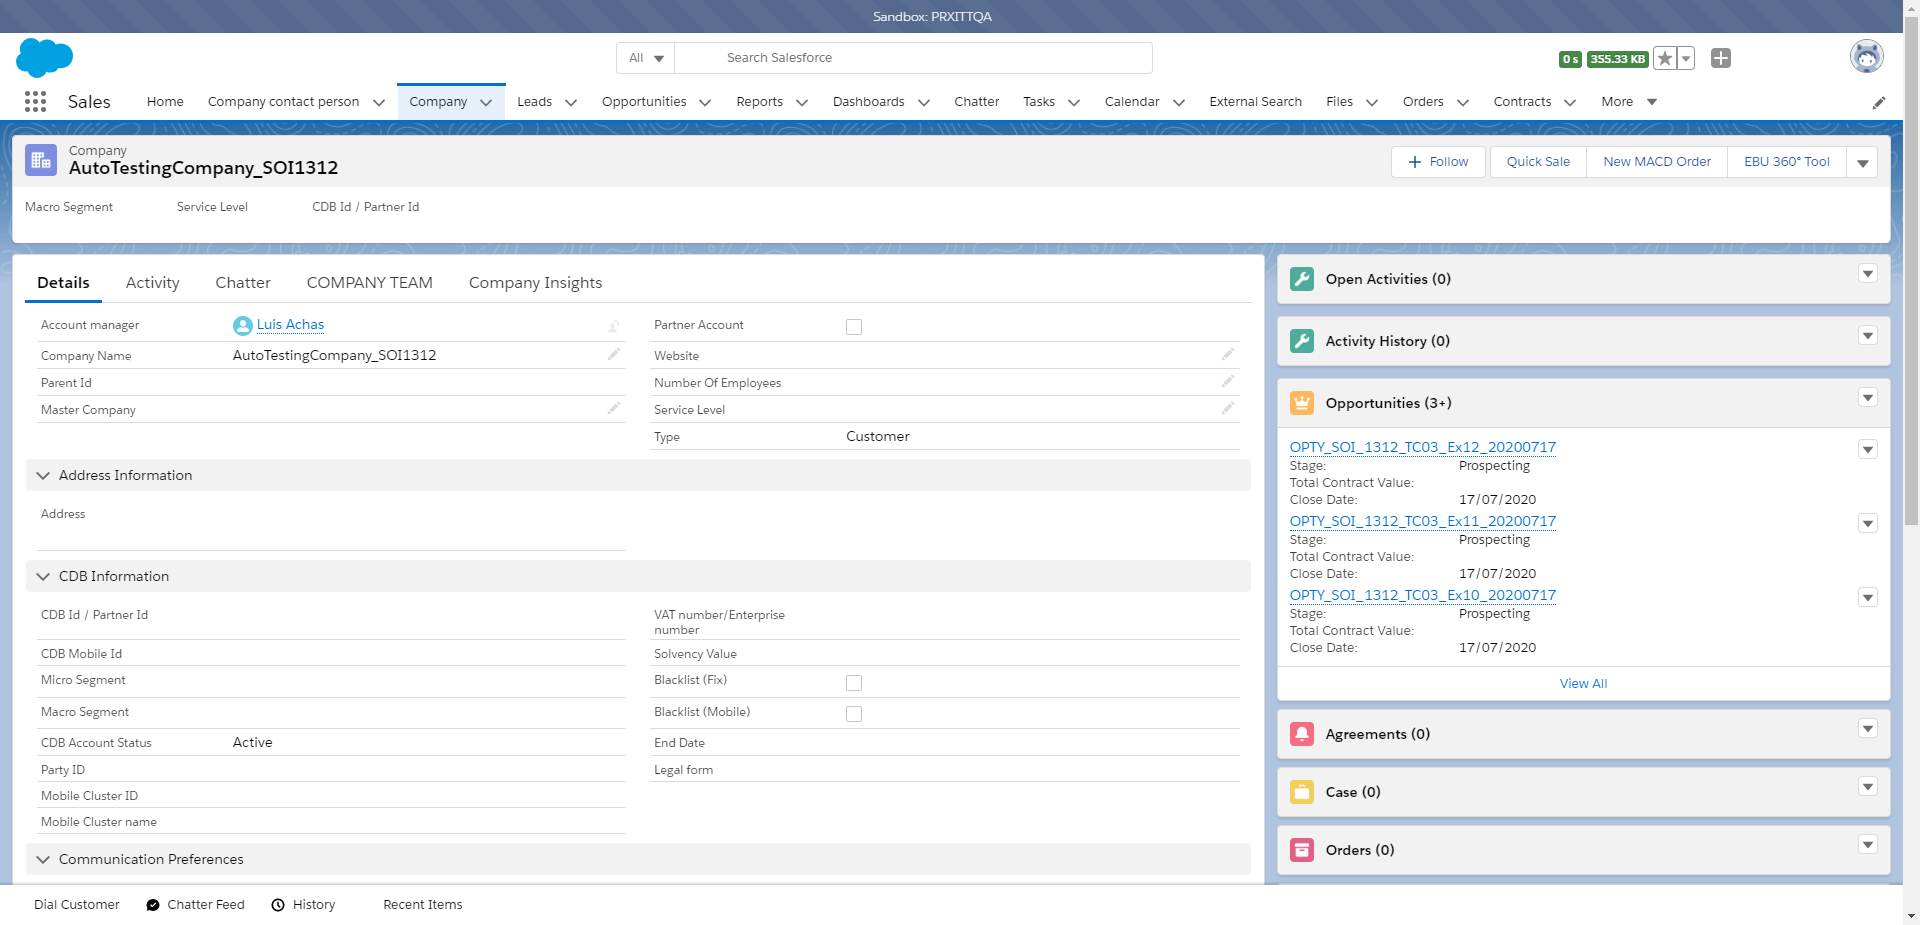 Sandbox: PRXITTQA
All
Search Salesforce
0 s 355.33 KB
Sales Home Company contact person Company Leads Opportunities Reports Dashboards Chatter Tasks Calendar External Search Files Orders Contracts More
Company
AutoTestingCompany_SOI1312
+ Follow Quick Sale New MACD Order EBU 360° Tool
Macro Segment Service Level CDB Id / Partner Id
Details Activity Chatter COMPANY TEAM Company Insights
Account manager Luis Achas
Company Name AutoTestingCompany_SOI1312
Parent Id
Master Company
Partner Account
Website
Number Of Employees
Service Level
Type Customer
Address Information
Address
CDB Information
CDB Id / Partner Id
CDB Mobile Id
Micro Segment
Macro Segment
CDB Account Status Active
Party ID
Mobile Cluster ID
Mobile Cluster name
VAT number/Enterprise
number
Solvency Value
Blacklist (Fix)
Blacklist (Mobile)
End Date
Legal form
Communication Preferences
Open Activities (0)
Activity History (0)
Opportunities (3+)
OPTY_SOI_1312_TC03_Ex12_20200717
Stage: Prospecting
Total Contract Value:
Close Date: 17/07/2020
OPTY_SOI_1312_TC03_Ex11_20200717
Stage: Prospecting
Total Contract Value:
Close Date: 17/07/2020
OPTY_SOI_1312_TC03_Ex10_20200717
Stage: Prospecting
Total Contract Value:
Close Date: 17/07/2020
View All
Agreements (0)
Case (0)
Orders (0)
Dial Customer Chatter Feed History Recent Items